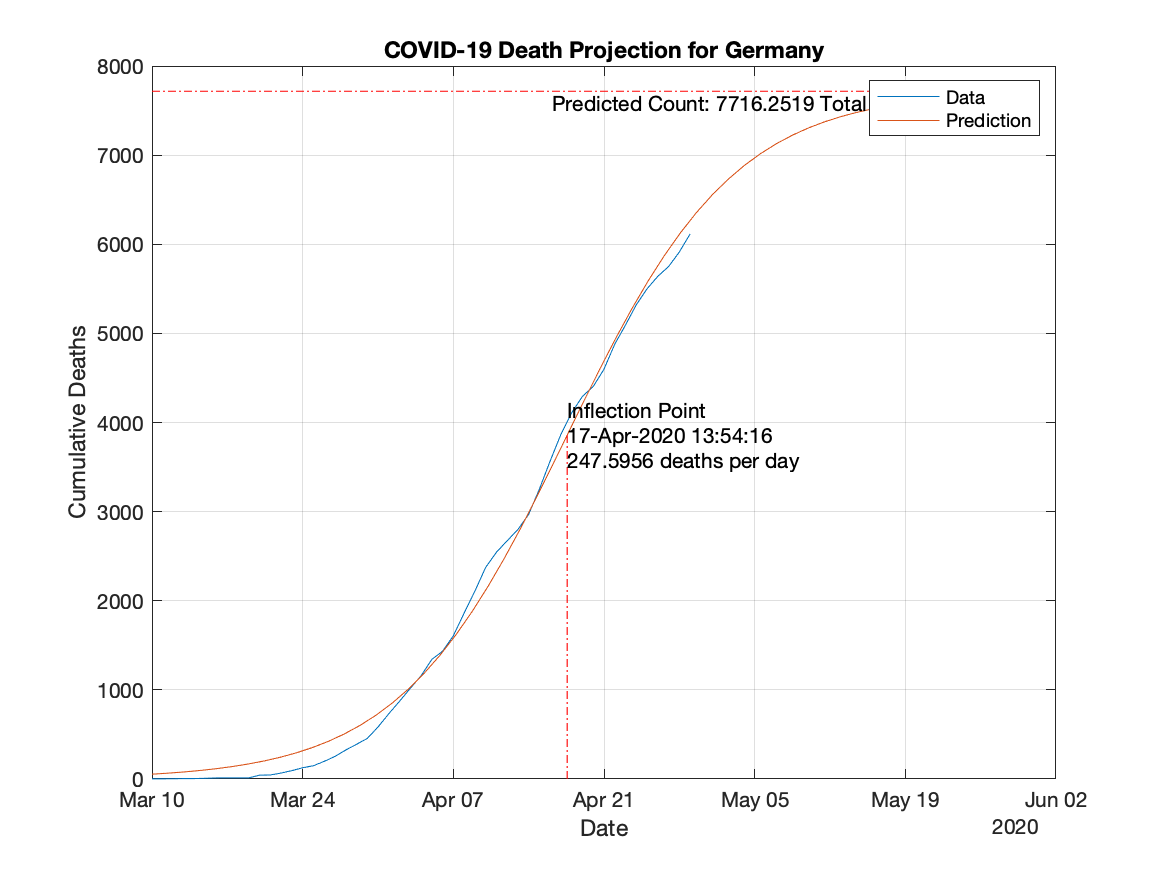 COVID-19 Death Projection for Germany
8000
Predicted Count: 7716.2519 Total
Data
Prediction
7000
6000
5000
Inflection Point
4000
17-Apr-2020 13:54:16
247.5956 deaths per day
3000
2000
1000
0
Cumulative Deaths
Mar 10 Mar 24 Apr 07 Apr 21 May 05 May 19 Jun 02
Date
2020